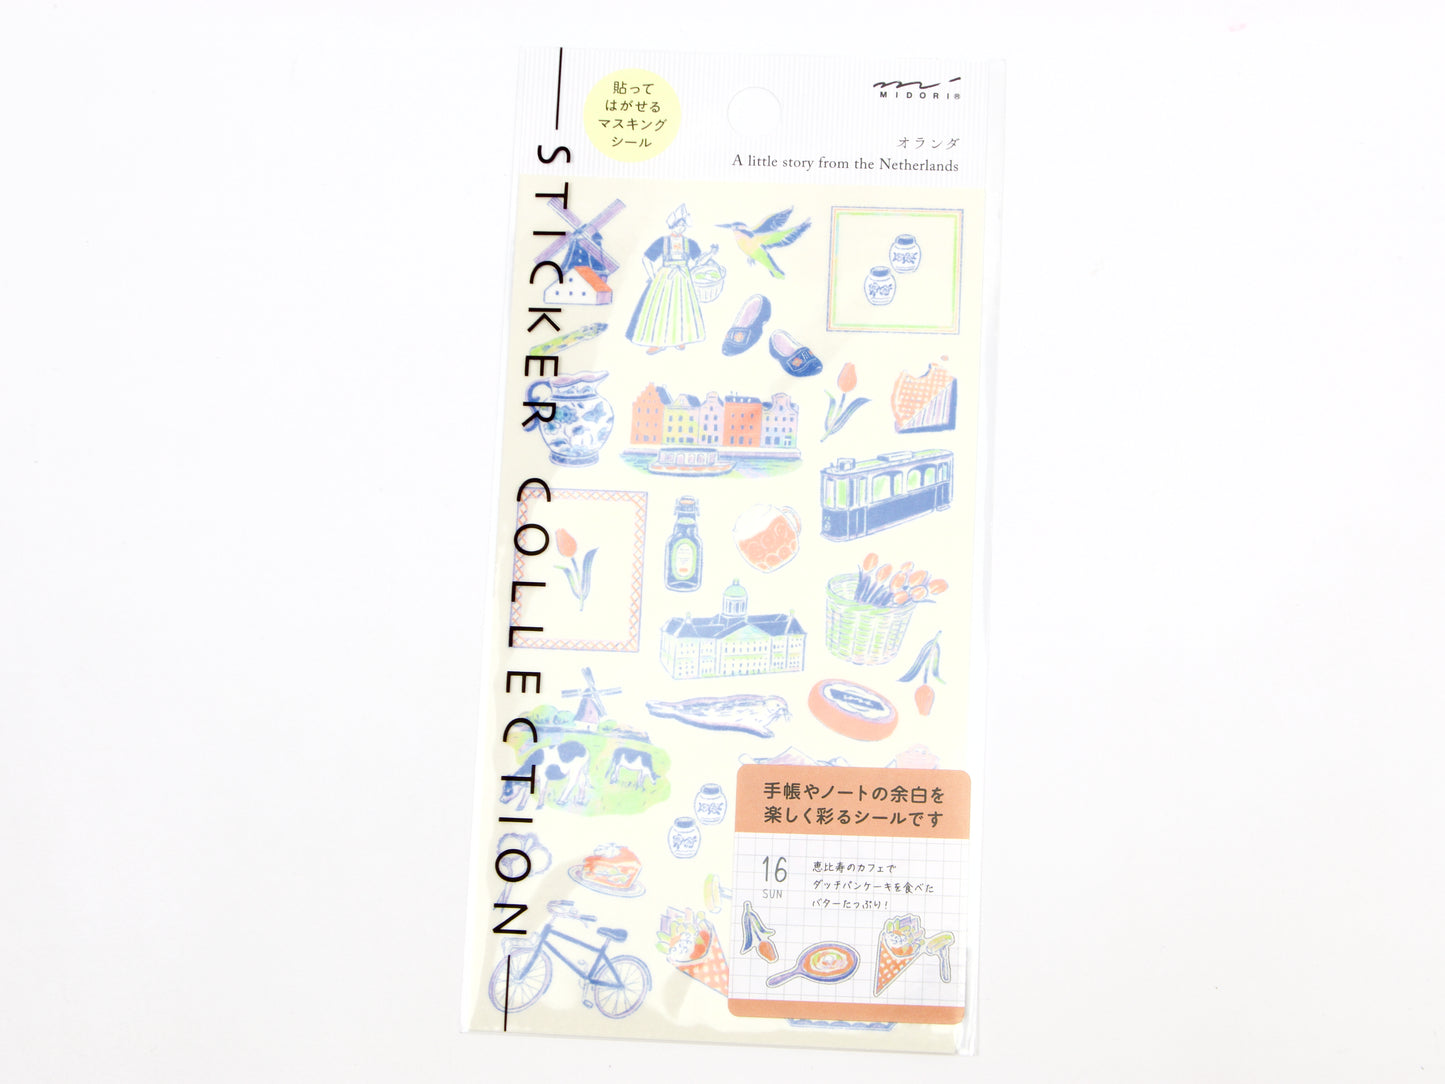 STICKER COLLECTION
貼って
はがせる
マスキング
シール
MIDORI®
オランダ
A little story from the Netherlands
手帳やノートの余白を
楽しく彩るシールです
16
SUN
恵比寿のカフェで
ダッチパンケーキを食べた
バターたっぷり!